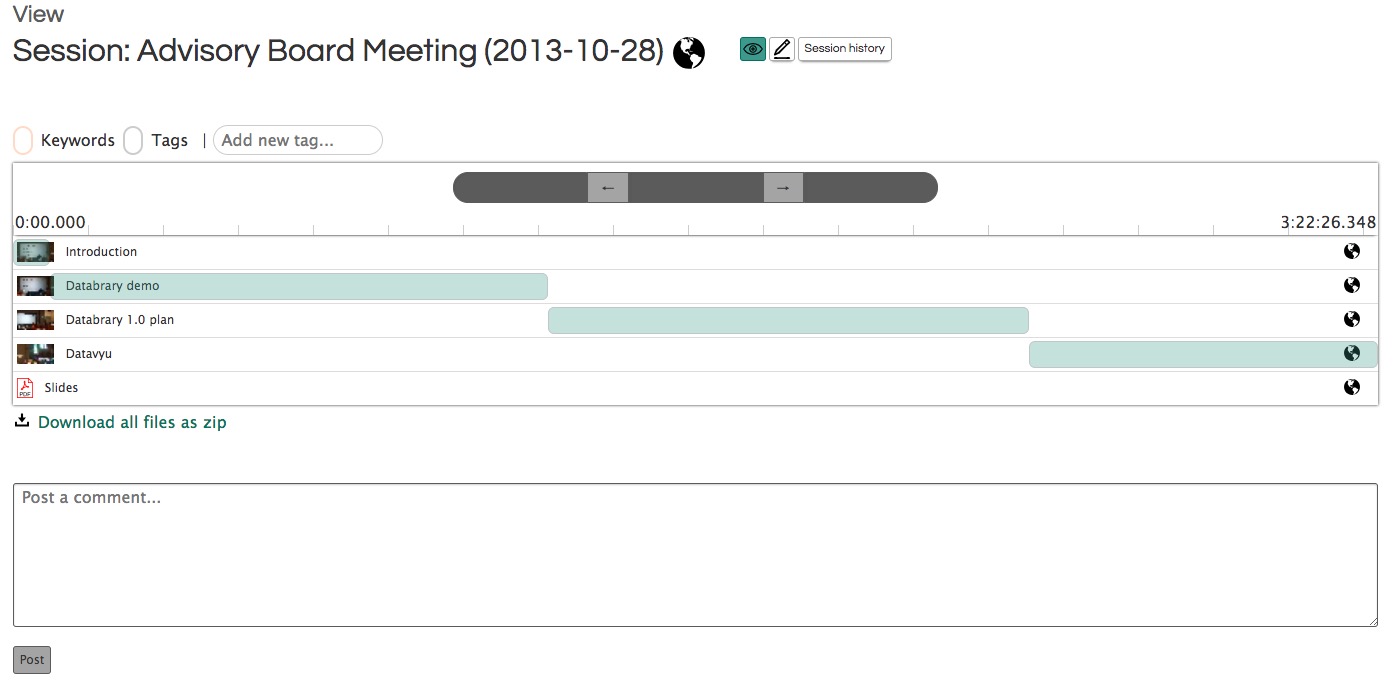 View
Session: Advisory Board Meeting (2013-10-28)
Session history
Keywords Tags | Add new tag...
← →
0:00.000 3:22:26.348
Introduction
Databrary demo
Databrary 1.0 plan
Datavyu
PDF Slides
Download all files as zip
Post a comment...
Post